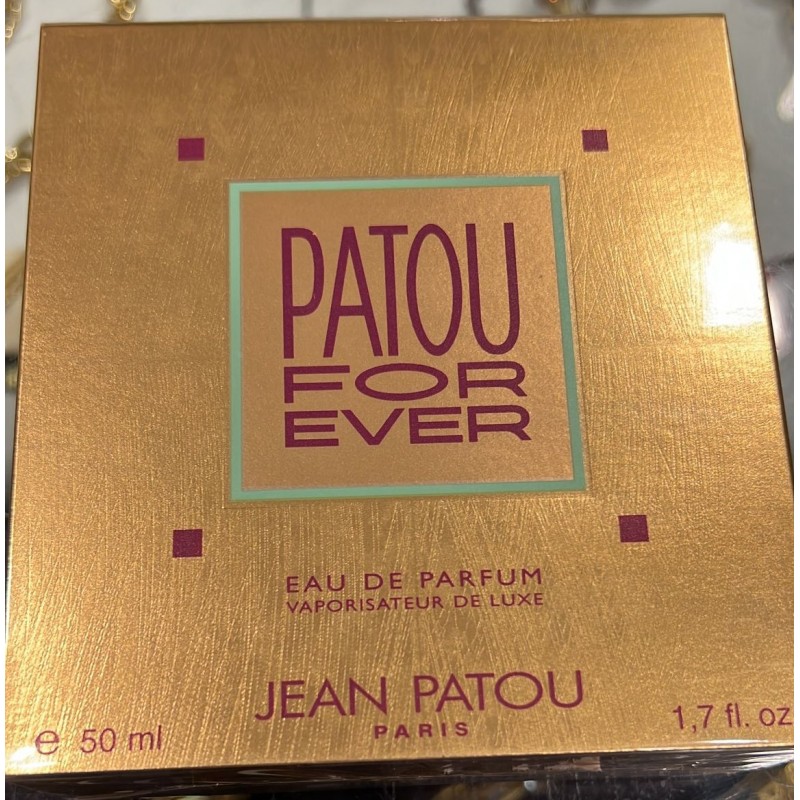 PATOU
FOR
EVER
EAU DE PARFUM
VAPORISATEUR DE LUXE
JEAN PATOU
PARIS
e 50 ml
1,7 fl. oz